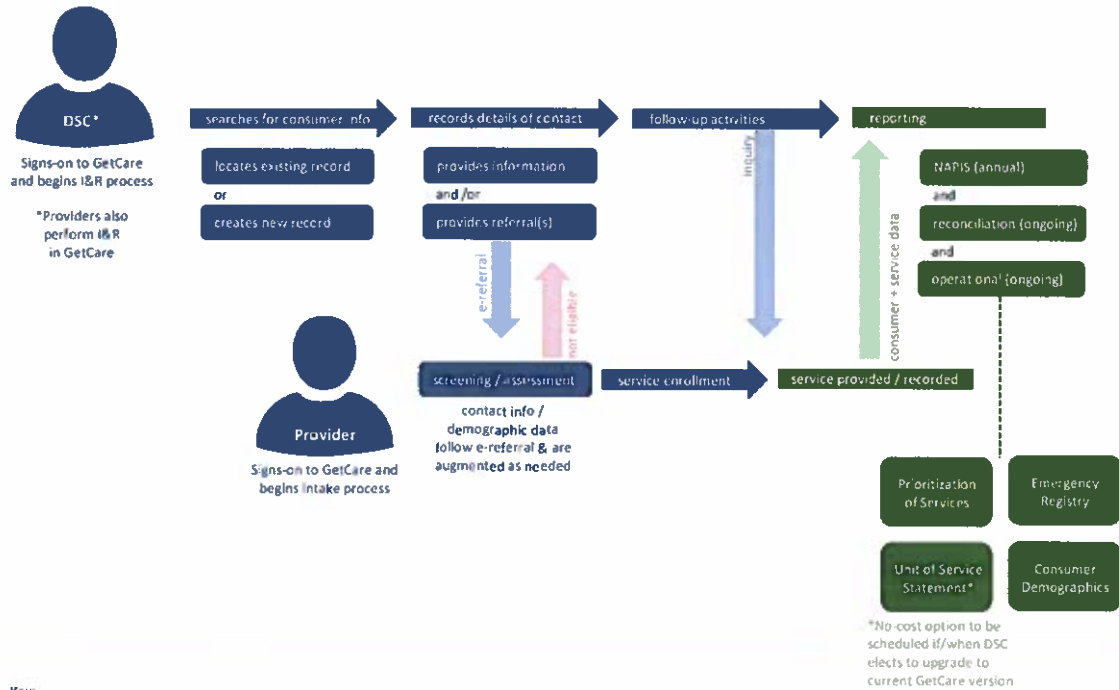 DSC*
Signs-on to GetCare
and begins I&R process
*Providers also
perform I&R
in GetCare
searches for consumer info
locates existing record
or
creates new record
records details of contact
provides information
and /or
provides referral(s)
e-referral
not eligible
follow-up activities
inquiry
reporting
NAPIS (annual)
and
reconciliation (ongoing)
and
operational (ongoing)
consumer + service data
Provider
Signs-on to GetCare and
begins Intake process
screening / assessment
contact info /
demographic data
follow e-referral & are
augmented as needed
service enrollment
service provided / recorded
Prioritization
of Services
Emergency
Registry
Unit of Service
Statement*
Consumer
Demographics
*No-cost option to be
scheduled if/when DSC
elects to upgrade to
current GetCare version